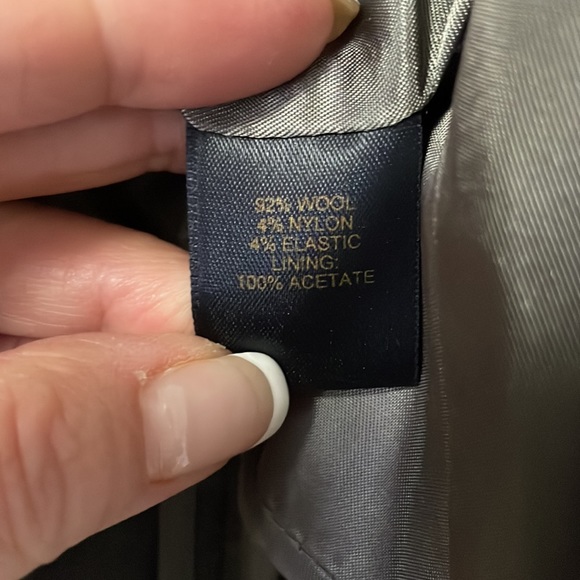 92% WOOL
4% NYLON
4% ELASTIC
LINING:
100% ACETATE